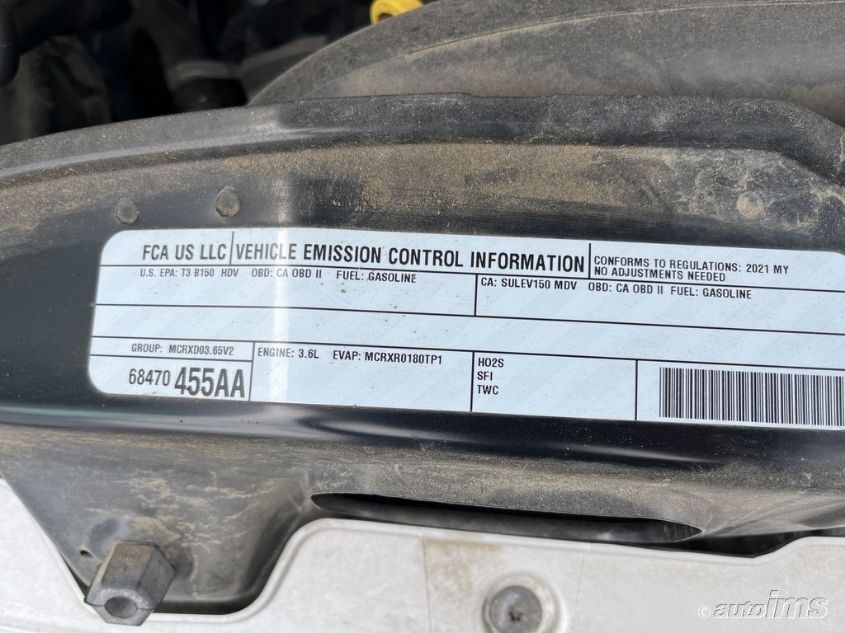 FCA US LLC VEHICLE EMISSION CONTROL INFORMATION
CONFORMS TO REGULATIONS: 2021 MY
NO ADJUSTMENTS NEEDED
U.S. EPA: T3 B150 HDV OBD: CA OBD II FUEL: GASOLINE
CA: SULEV150 MDV OBD: CA OBD II FUEL: GASOLINE
GROUP: MCRXD03.65V2
ENGINE: 3.6L EVAP: MCRXR0180TP1
HO2S
SFI
TWC
68470 455AA
© autoims